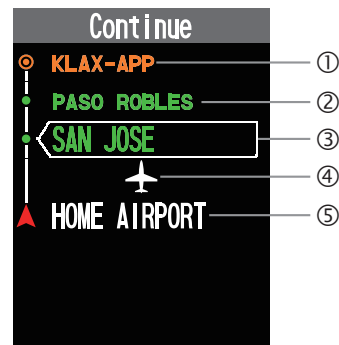 Continue
KLAX-APP ①
PASO ROBLES ②
SAN JOSE ③
④
HOME AIRPORT ⑤